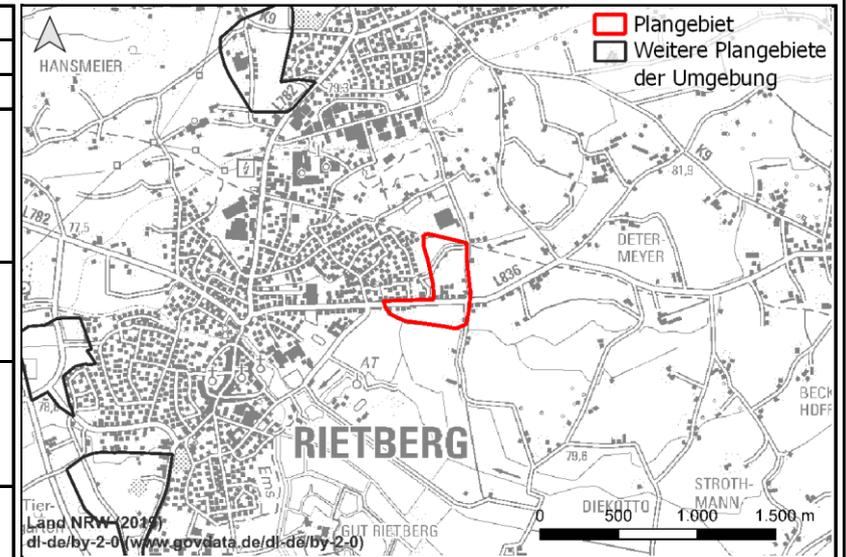 K9
Plangebiet
Weitere Plangebiete
der Umgebung
HANSMEIER
L782
79,3
K9
81,9
L782
77,5
DETER-
MEYER
L836
AT
BECK
HOFF
RIETBERG
79,6
Ems
STROTH-
MANN
Tier-
garten
DIEKOTTO
GUT RIETBERG
0 500 1.000 1.500 m
Land NRW (2019)
dl-de/by-2-0 (www.govdata.de/dl-de/by-2-0)